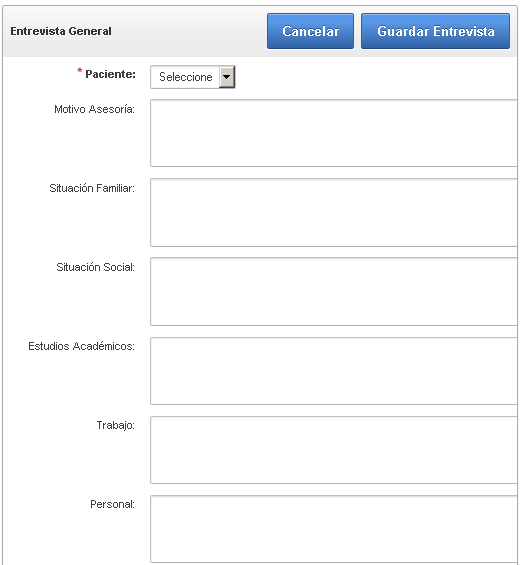 Entrevista General
Cancelar
Guardar Entrevista
* Paciente:
Seleccione
Motivo Asesoría:
Situación Familiar:
Situación Social:
Estudios Académicos:
Trabajo:
Personal: